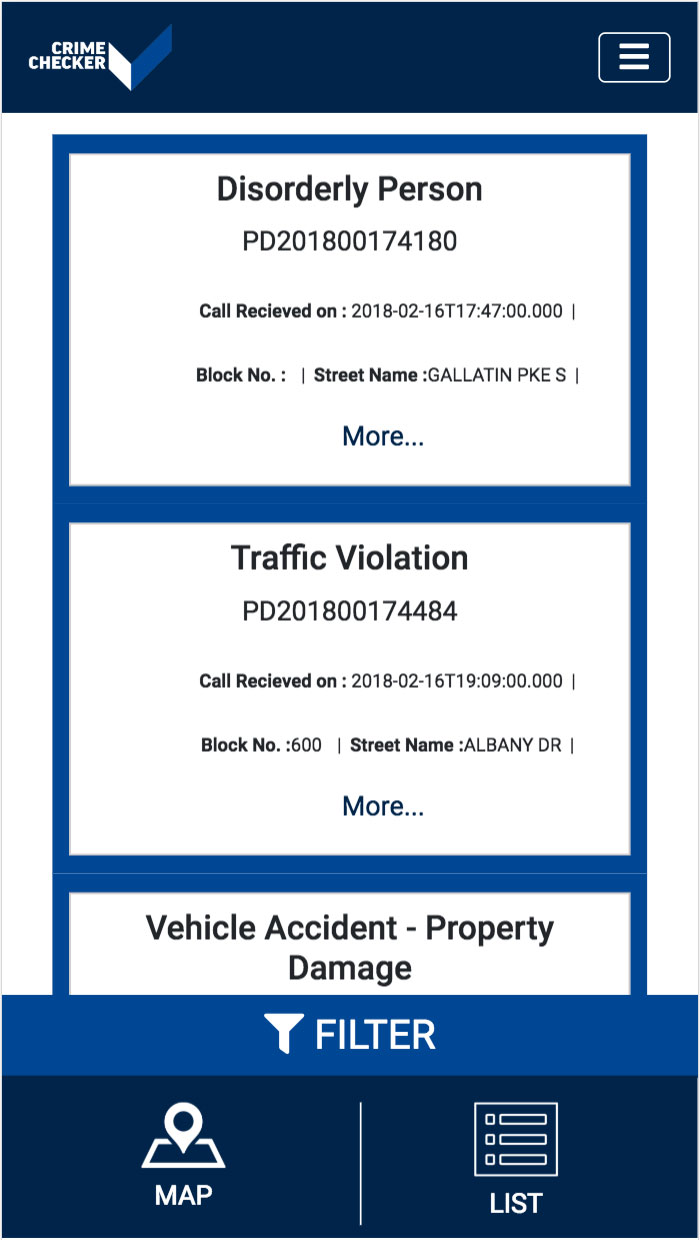 CRIME
CHECKER
Disorderly Person
PD201800174180
Call Recieved on : 2018-02-16T17:47:00.000 |
Block No. : | Street Name :GALLATIN PKE S |
More...
Traffic Violation
PD201800174484
Call Recieved on : 2018-02-16T19:09:00.000 |
Block No. :600 | Street Name :ALBANY DR |
More...
Vehicle Accident - Property
Damage
FILTER
MAP
LIST